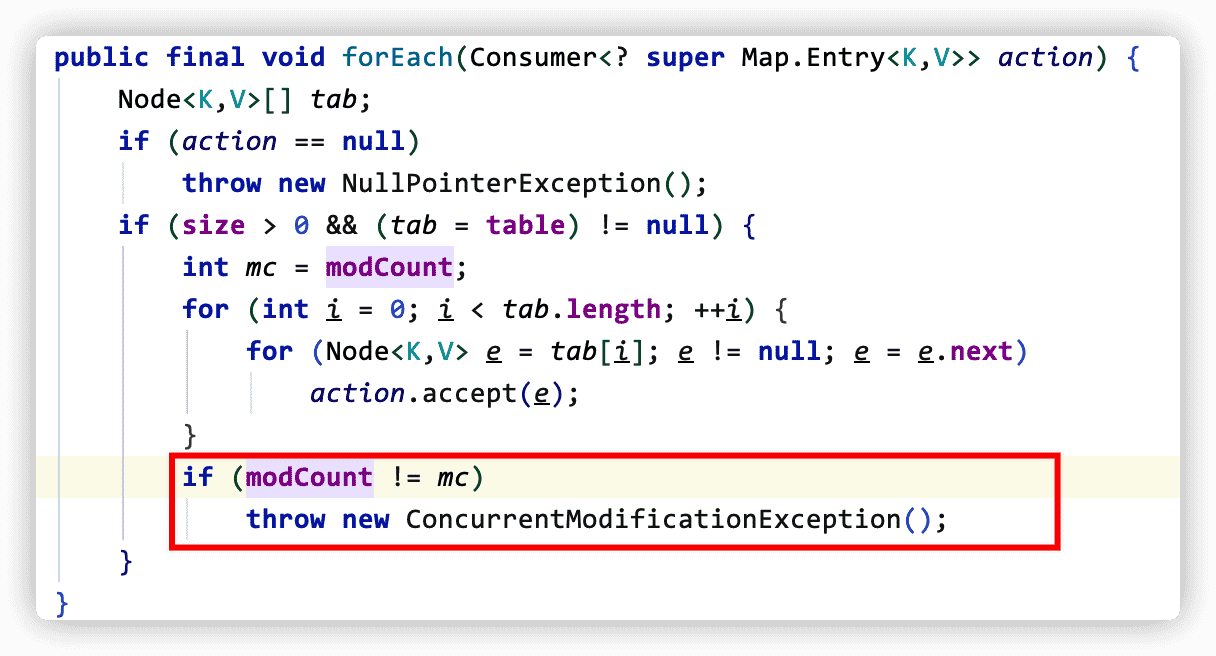 public final void forEach(Consumer<? super Map.Entry<K,V>> action) {
    Node<K,V>[] tab;
    if (action == null)
        throw new NullPointerException();
    if (size > 0 && (tab = table) != null) {
        int mc = modCount;
        for (int i = 0; i < tab.length; ++i) {
            for (Node<K,V> e = tab[i]; e != null; e = e.next)
                action.accept(e);
        }
        if (modCount != mc)
            throw new ConcurrentModificationException();
    }
}